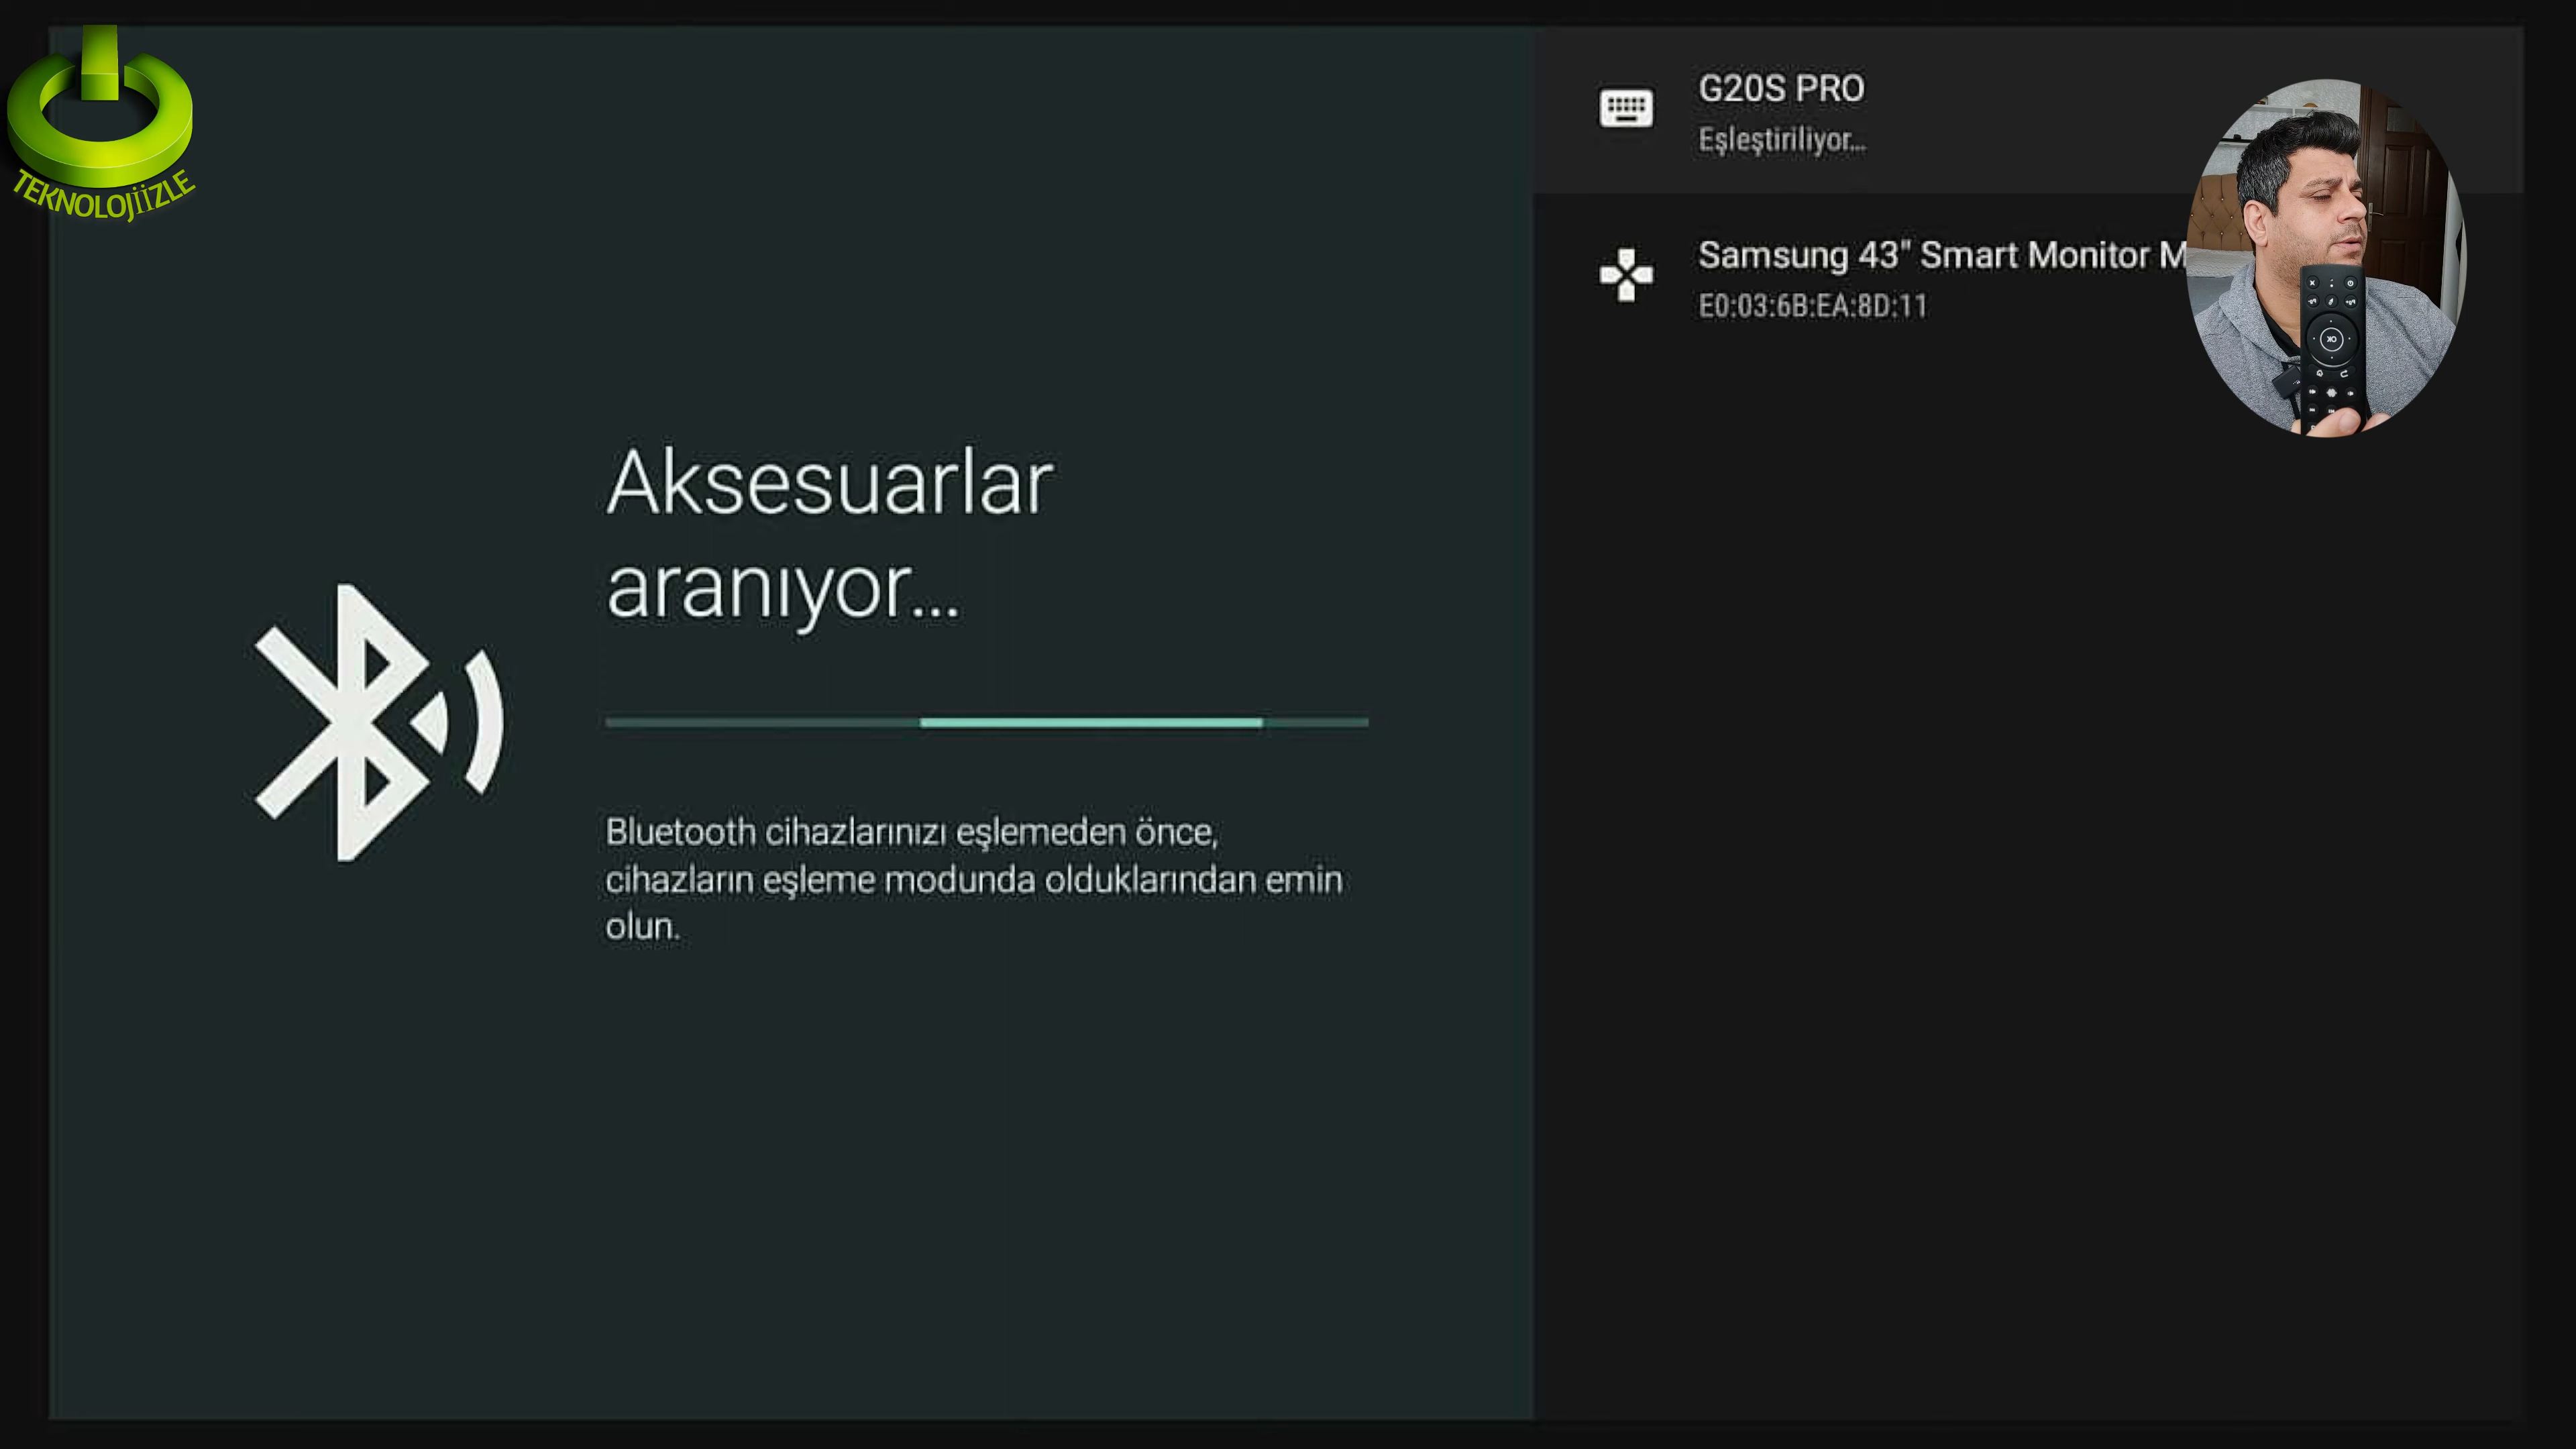 TEKNOLOJİİZLE
G20S PRO
Eşleştiriliyor...
Samsung 43" Smart Monitor M
E0:03:6B:EA:8D:11
OK
Aksesuarlar
aranıyor...
Bluetooth cihazlarınızı eşlemeden önce,
cihazların eşleme modunda olduklarından emin
olun.